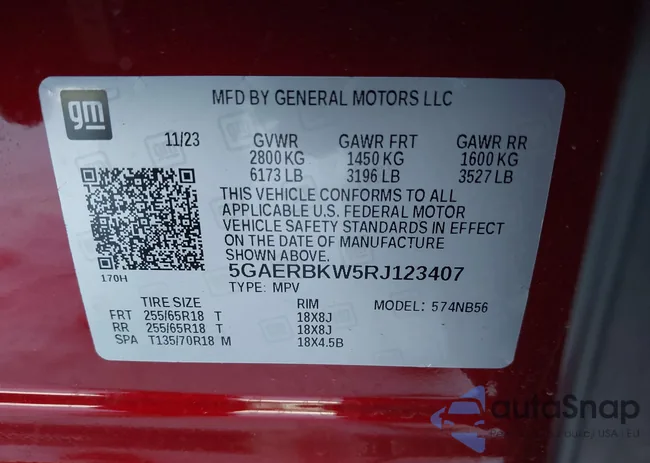 gm
MFD BY GENERAL MOTORS LLC
11/23 GVWR GAWR FRT GAWR RR
2800 KG 1450 KG 1600 KG
6173 LB 3196 LB 3527 LB
THIS VEHICLE CONFORMS TO ALL
APPLICABLE U.S. FEDERAL MOTOR
VEHICLE SAFETY STANDARDS IN EFFECT
ON THE DATE OF MANUFACTURE
SHOWN ABOVE.
170H
5GAERBKW5RJ123407
TYPE: MPV
MODEL: 574NB56
TIRE SIZE RIM
FRT 255/65R18 T 18X8J
RR 255/65R18 T 18X8J
SPA T135/70R18 M 18X4.5B
autoSnap
USA - EU